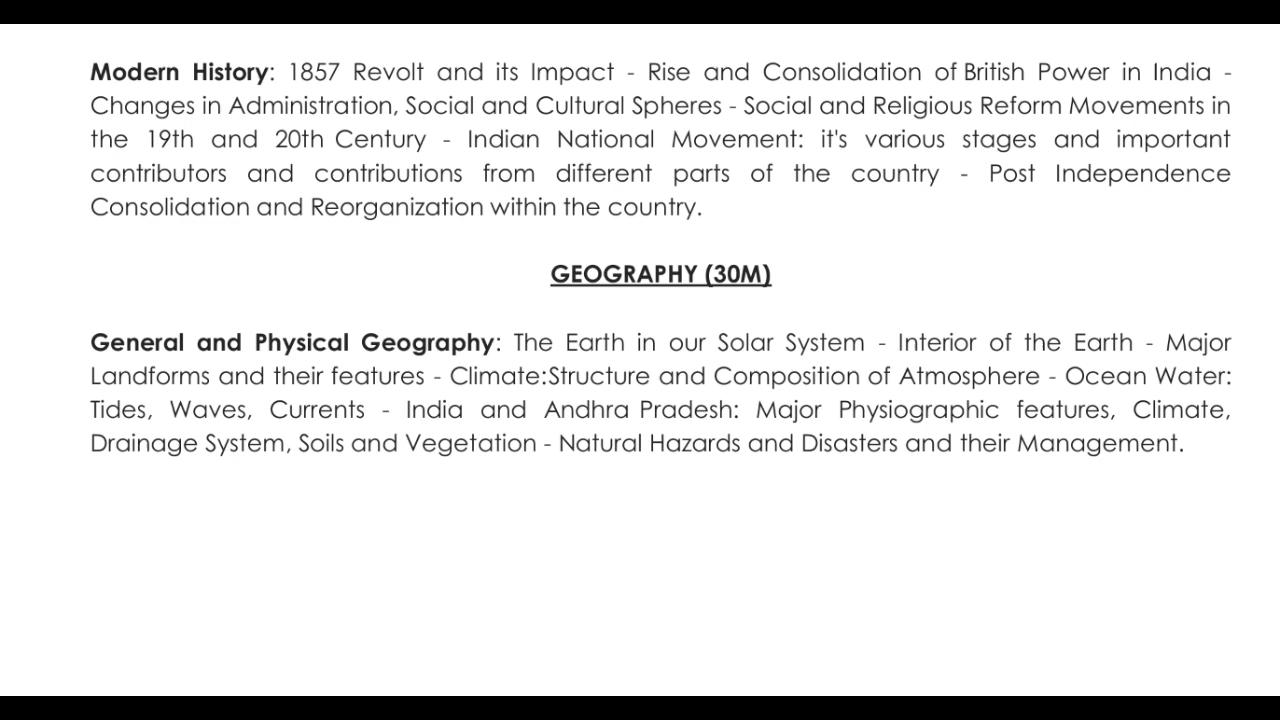 Modern History: 1857 Revolt and its Impact - Rise and Consolidation of British Power in India -
Changes in Administration, Social and Cultural Spheres - Social and Religious Reform Movements in
the 19th and 20th Century - Indian National Movement: it's various stages and important
contributors and contributions from different parts of the country - Post Independence
Consolidation and Reorganization within the country.
GEOGRAPHY (30M)
General and Physical Geography: The Earth in our Solar System - Interior of the Earth - Major
Landforms and their features - Climate:Structure and Composition of Atmosphere - Ocean Water:
Tides, Waves, Currents - India and Andhra Pradesh: Major Physiographic features, Climate,
Drainage System, Soils and Vegetation - Natural Hazards and Disasters and their Management.